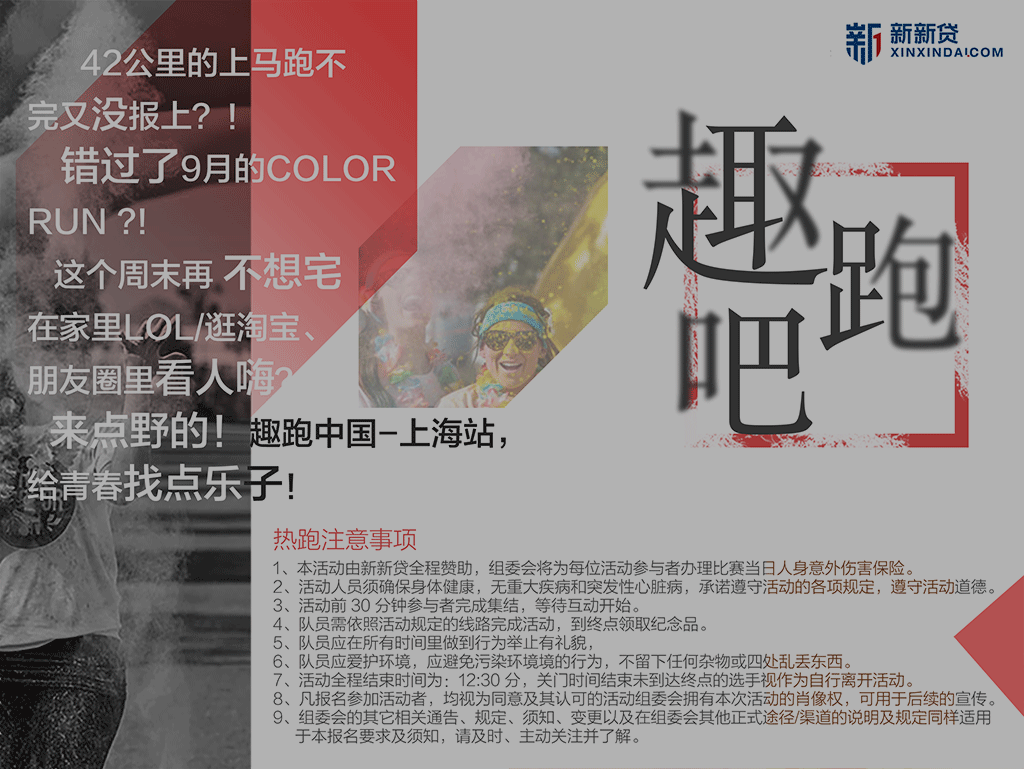 新新贷
XINXINDAI.COM
42公里的上马跑不
完又没报上?!
错过了9月的COLOR
RUN ?!
这个周末再 不想宅
在家里LOL/逛淘宝、
朋友圈里看人嗨?
来点野的! 趣跑中国-上海站,
给青春找点乐子!
趣跑吧
热跑注意事项
1、本活动由新新贷全程赞助，组委会将为每位活动参与者办理比赛当日人身意外伤害保险。
2、活动人员须确保身体健康，无重大疾病和突发性心脏病，承诺遵守活动的各项规定，遵守活动道德。
3、活动前 30 分钟参与者完成集结，等待互动开始。
4、队员需依照活动规定的线路完成活动，到终点领取纪念品。
5、队员应在所有时间里做到行为举止有礼貌，
6、队员应爱护环境，应避免污染环境境的行为，不留下任何杂物或四处乱丢东西。
7、活动全程结束时间为：12:30 分，关门时间结束未到达终点的选手视作为自行离开活动。
8、凡报名参加活动者，均视为同意及其认可的活动组委会拥有本次活动的肖像权，可用于后续的宣传。
9、组委会的其它相关通告、规定、须知、变更以及在组委会其他正式途径/渠道的说明及规定同样适用
于本报名要求及须知，请及时、主动关注并了解。